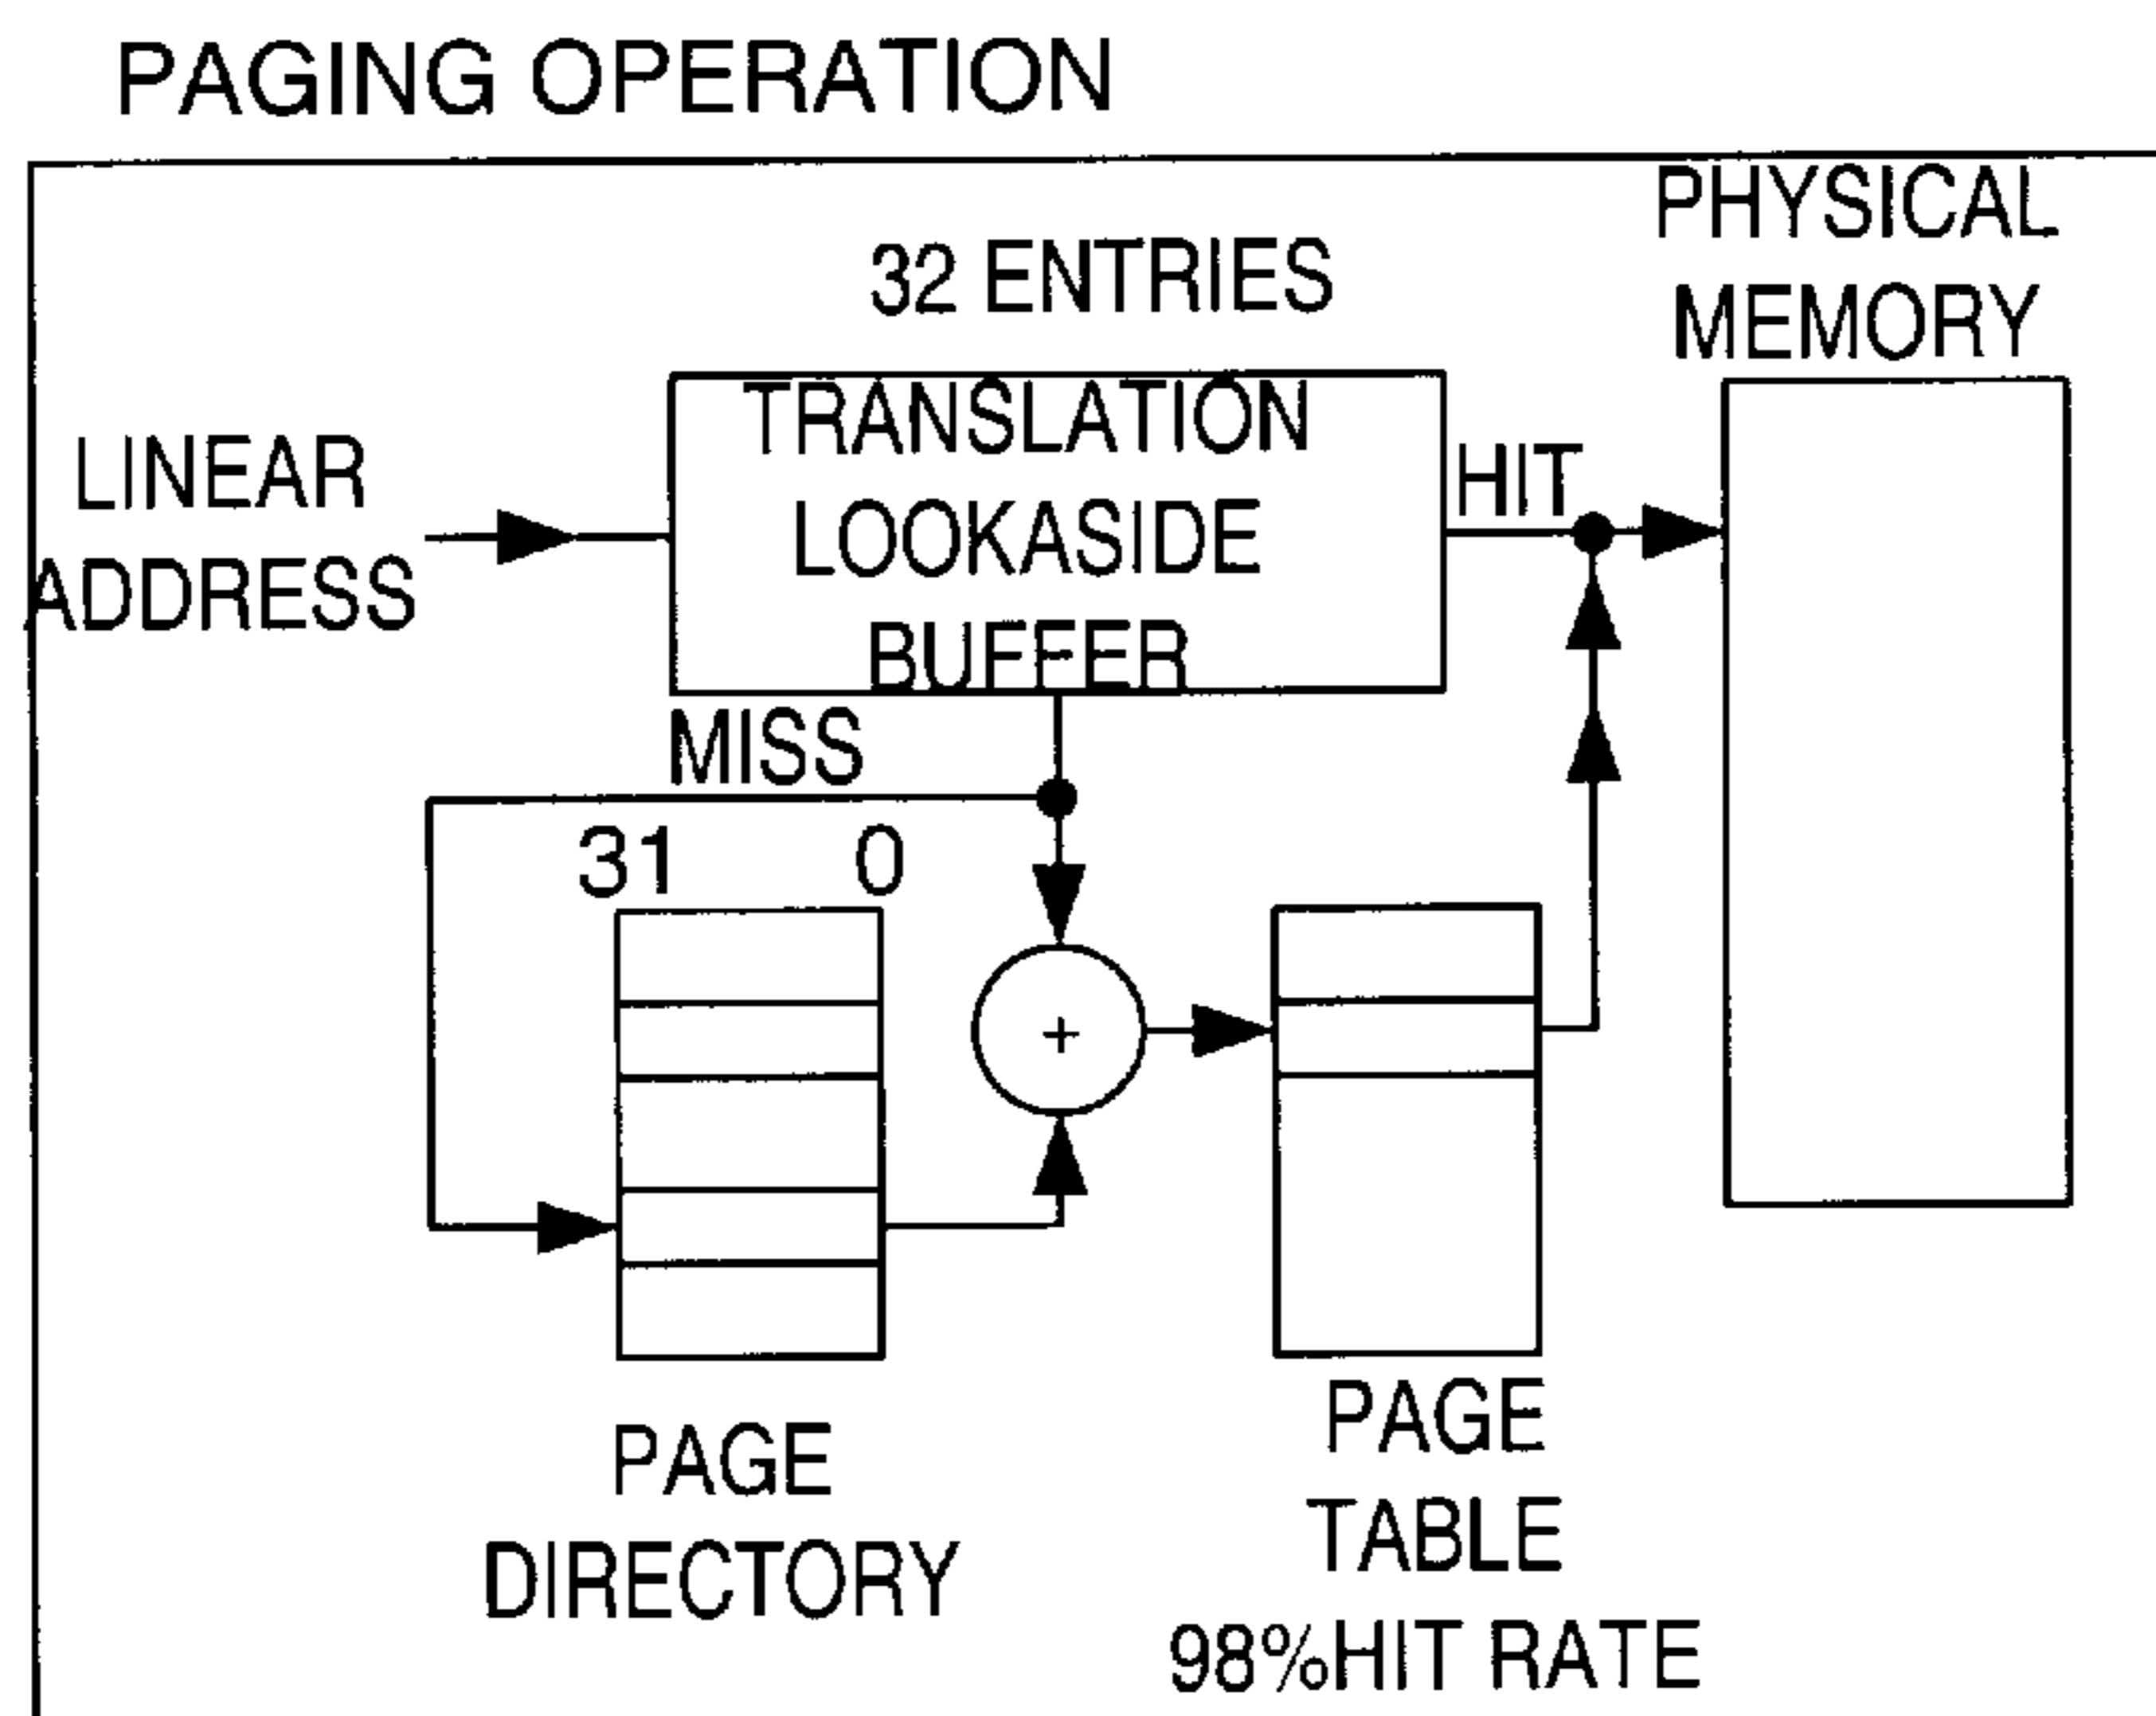 PAGING OPERATION
PHYSICAL
MEMORY
32 ENTRIES
LINEAR
ADDRESS
TRANSLATION
LOOKASIDE
BUFFER
HIT
MISS
31 0
+
PAGE
DIRECTORY
PAGE
TABLE
98%HIT RATE